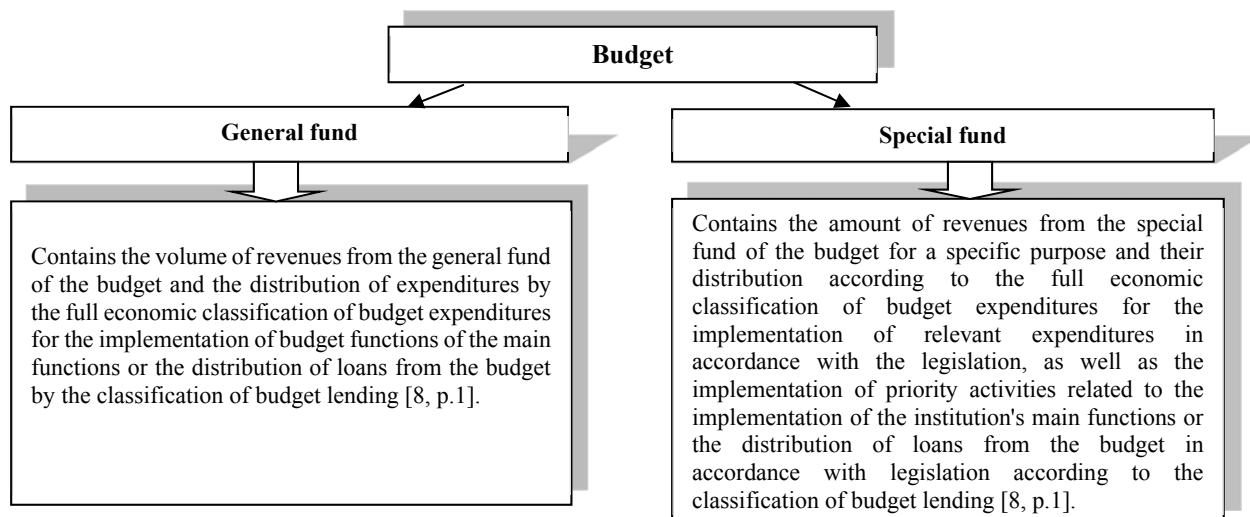 Budget
General fund
Special fund
Contains the volume of revenues from the general fund
of the budget and the distribution of expenditures by
the full economic classification of budget expenditures
for the implementation of budget functions of the main
functions or the distribution of loans from the budget
by the classification of budget lending [8, p.1].
Contains the amount of revenues from the special
fund of the budget for a specific purpose and their
distribution according to the full economic
classification of budget expenditures for the
implementation of relevant expenditures in
accordance with the legislation, as well as the
implementation of priority activities related to the
implementation of the institution's main functions or
the distribution of loans from the budget in
accordance with legislation according to the
classification of budget lending [8, p.1].